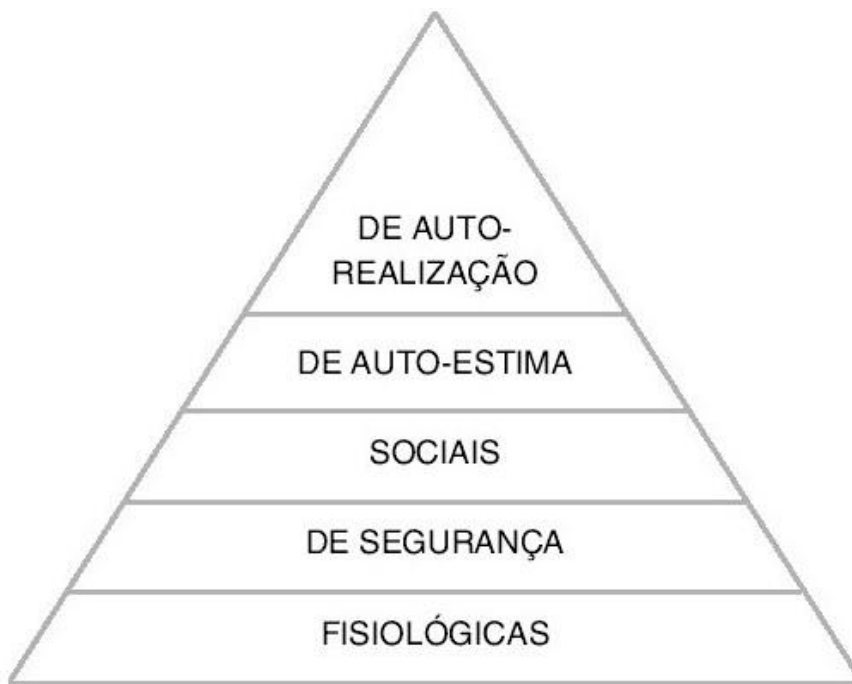 DE AUTO-
REALIZAÇÃO
DE AUTO-ESTIMA
SOCIAIS
DE SEGURANÇA
FISIOLÓGICAS